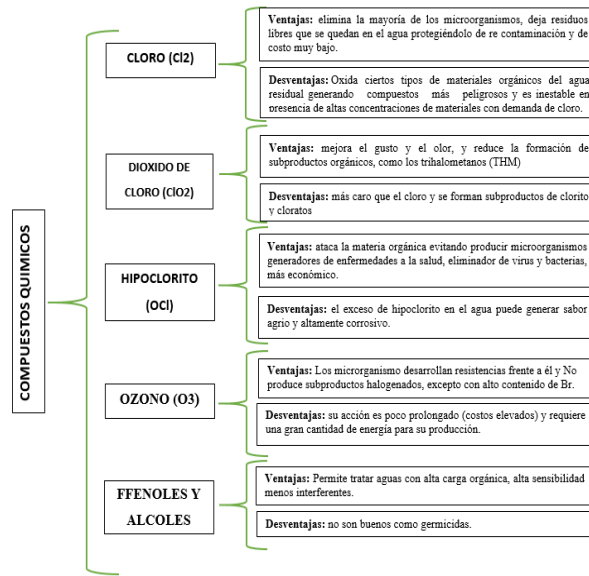 COMPUESTOS QUIMICOS
CLORO (Cl2)
Ventajas: elimina la mayoría de los microorganismos, deja residuos
libres que se quedan en el agua protegiéndolo de re contaminación y de
costo muy bajo.
Desventajas: Oxida ciertos tipos de materiales orgánicos del agua
residual generando compuestos más peligrosos y es inestable en
presencia de altas concentraciones de materiales con demanda de cloro.
DIOXIDO DE
CLORO (ClO2)
Ventajas: mejora el gusto y el olor, y reduce la formación de
subproductos orgánicos, como los trihalometanos (THM)
Desventajas: más caro que el cloro y se forman subproductos de clorito
y cloratos
HIPOCLORITO
(OCl)
Ventajas: ataca la materia orgánica evitando producir microorganismos
generadores de enfermedades a la salud, eliminador de virus y bacterias,
más económico.
Desventajas: el exceso de hipoclorito en el agua puede generar sabor
agrio y altamente corrosivo.
OZONO (O3)
Ventajas: Los microrganismo desarrollan resistencias frente a él y No
produce subproductos halogenados, excepto con alto contenido de Br.
Desventajas: su acción es poco prolongado (costos elevados) y requiere
una gran cantidad de energía para su producción.
FFENOLES Y
ALCOLES
Ventajas: Permite tratar aguas con alta carga orgánica, alta sensibilidad
menos interferentes.
Desventajas: no son buenos como germicidas.